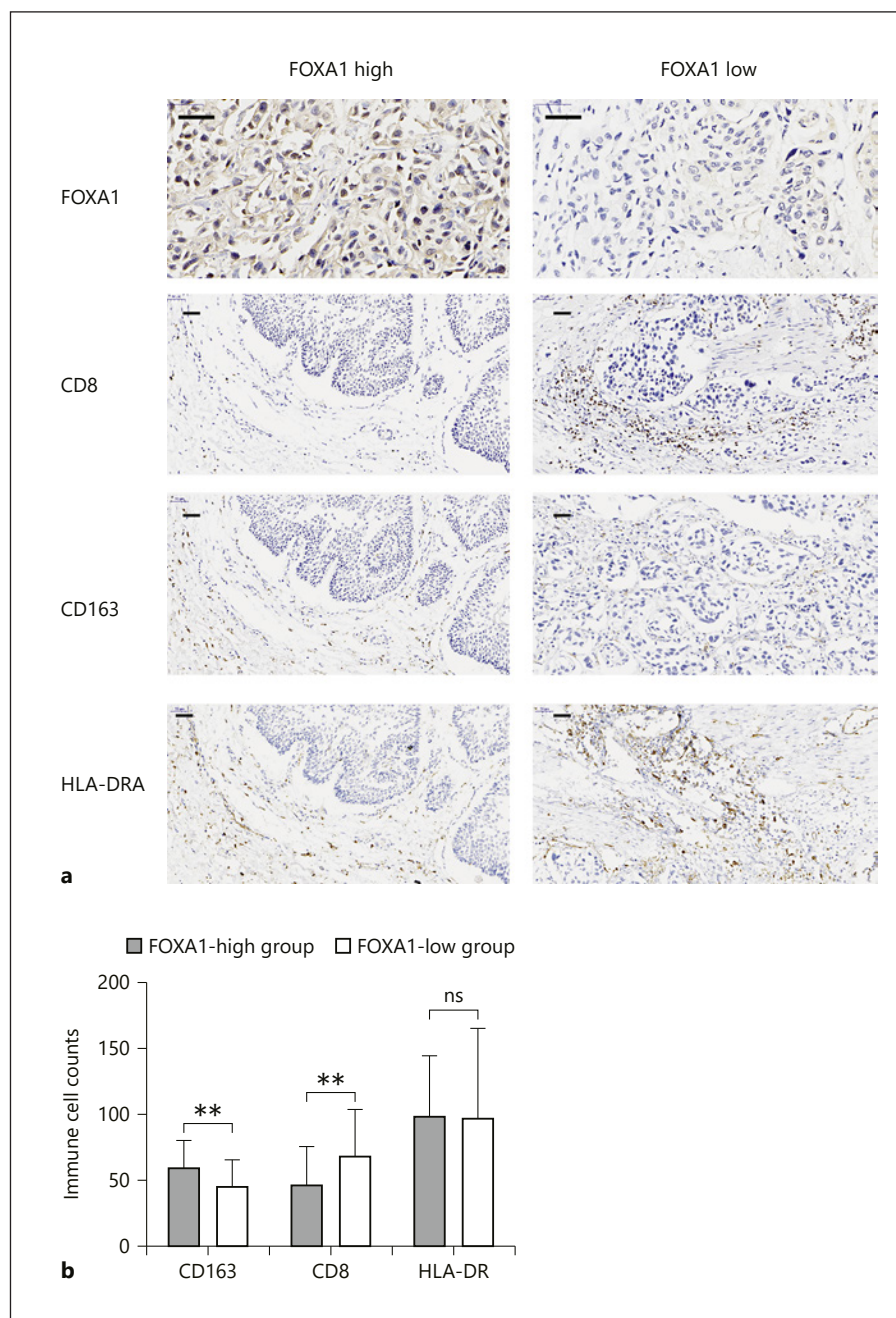 FOXA1 high FOXA1 low
FOXA1
CD8
CD163
HLA-DRA
a
FOXA1-high group FOXA1-low group
200
150
100
50
0
Immune cell counts
**
**
ns
CD163 CD8 HLA-DR
b